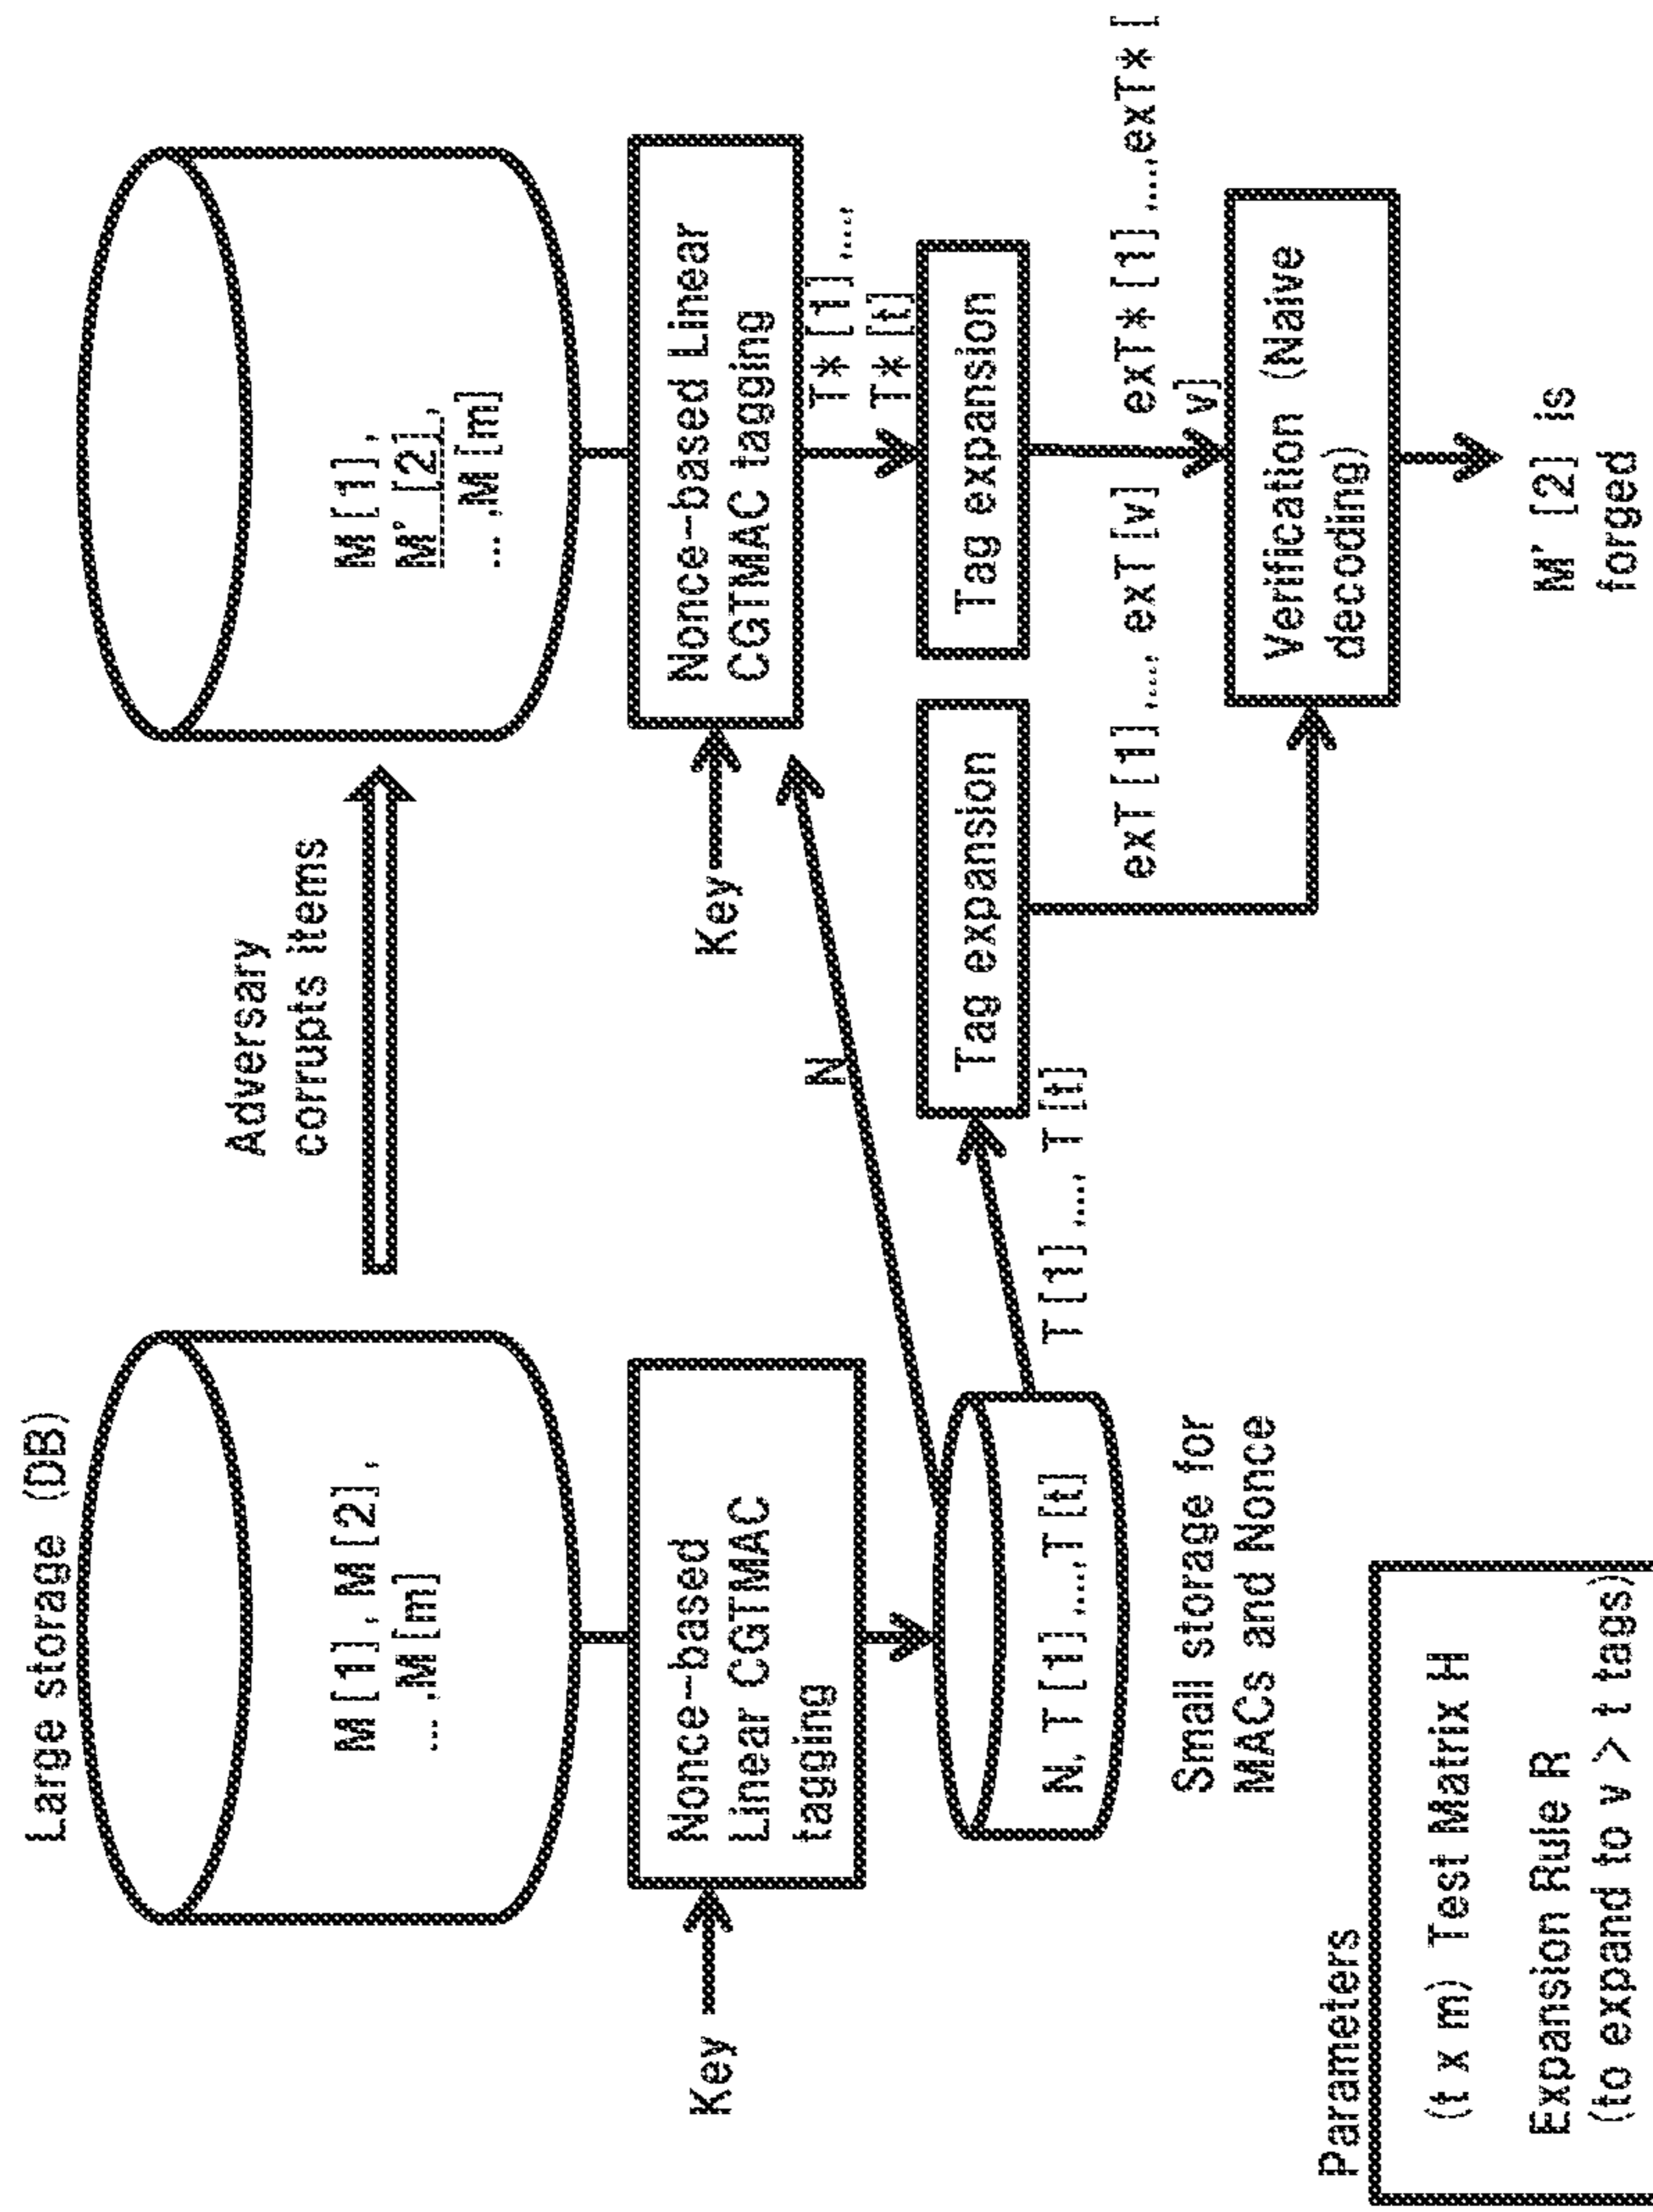 Large storage (DB)
M [1] , M [2] ,
... ,M [m]
Adversary
corrupts items
M [1] ,
M' [2] ,
... ,M [m]
Key
Nonce-based
Linear CGTMAC
tagging
Key
Nonce-based Linear
CGTMAC tagging
N
T* [1] ,...,
T* [t]
N, T [1] ,...,T [t]
T [1] ,..., T [t]
Tag expansion
Tag expansion
Small storage for
MACs and Nonce
exT [1] ,..., exT [v]
exT* [1] ,...,exT* [
v]
Verification (Naive
decoding)
M' [2] is
forged
Parameters
(t x m) Test Matrix H
Expansion Rule R
(to expand to v > t tags)